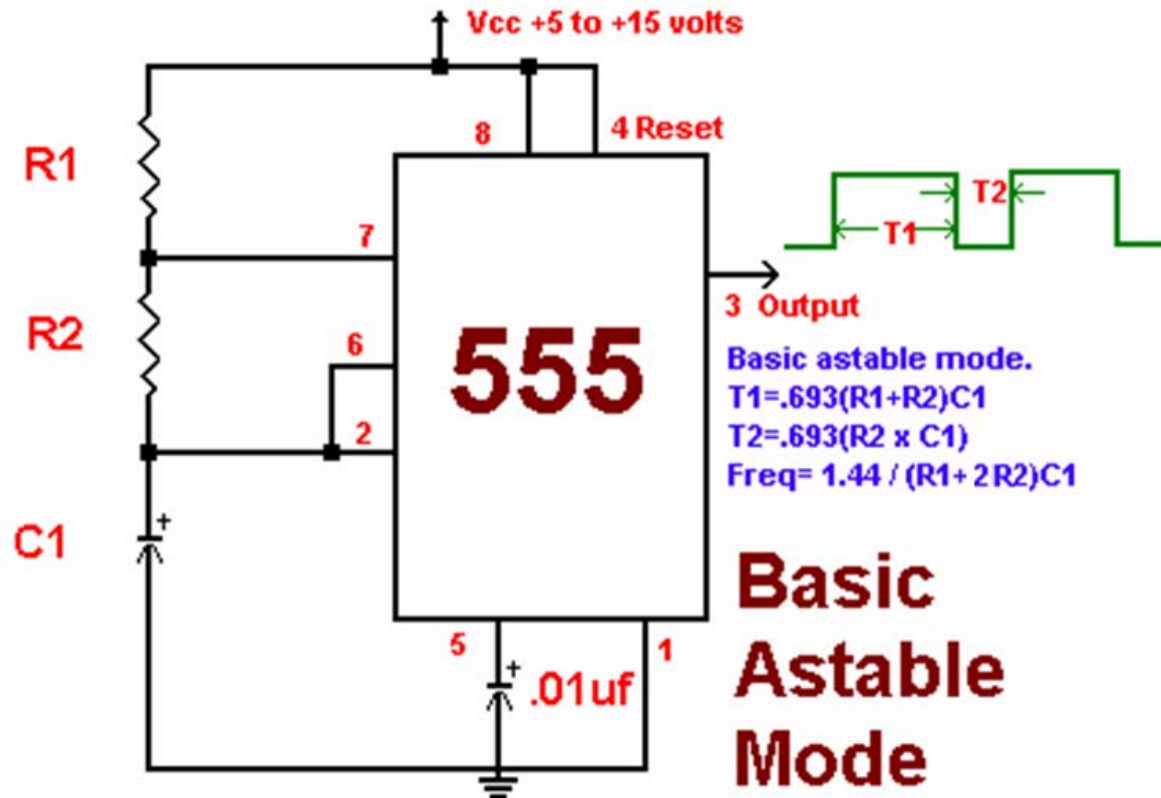 Vcc +5 to +15 volts
8
4 Reset
R1
7
T2
T1
3 Output
R2
6
555
Basic astable mode.
T1=.693(R1+R2)C1
2
T2=.693(R2 x C1)
Freq= 1.44 / (R1+2R2)C1
+
C1
Basic
Astable
Mode
5
1
+
.01uf